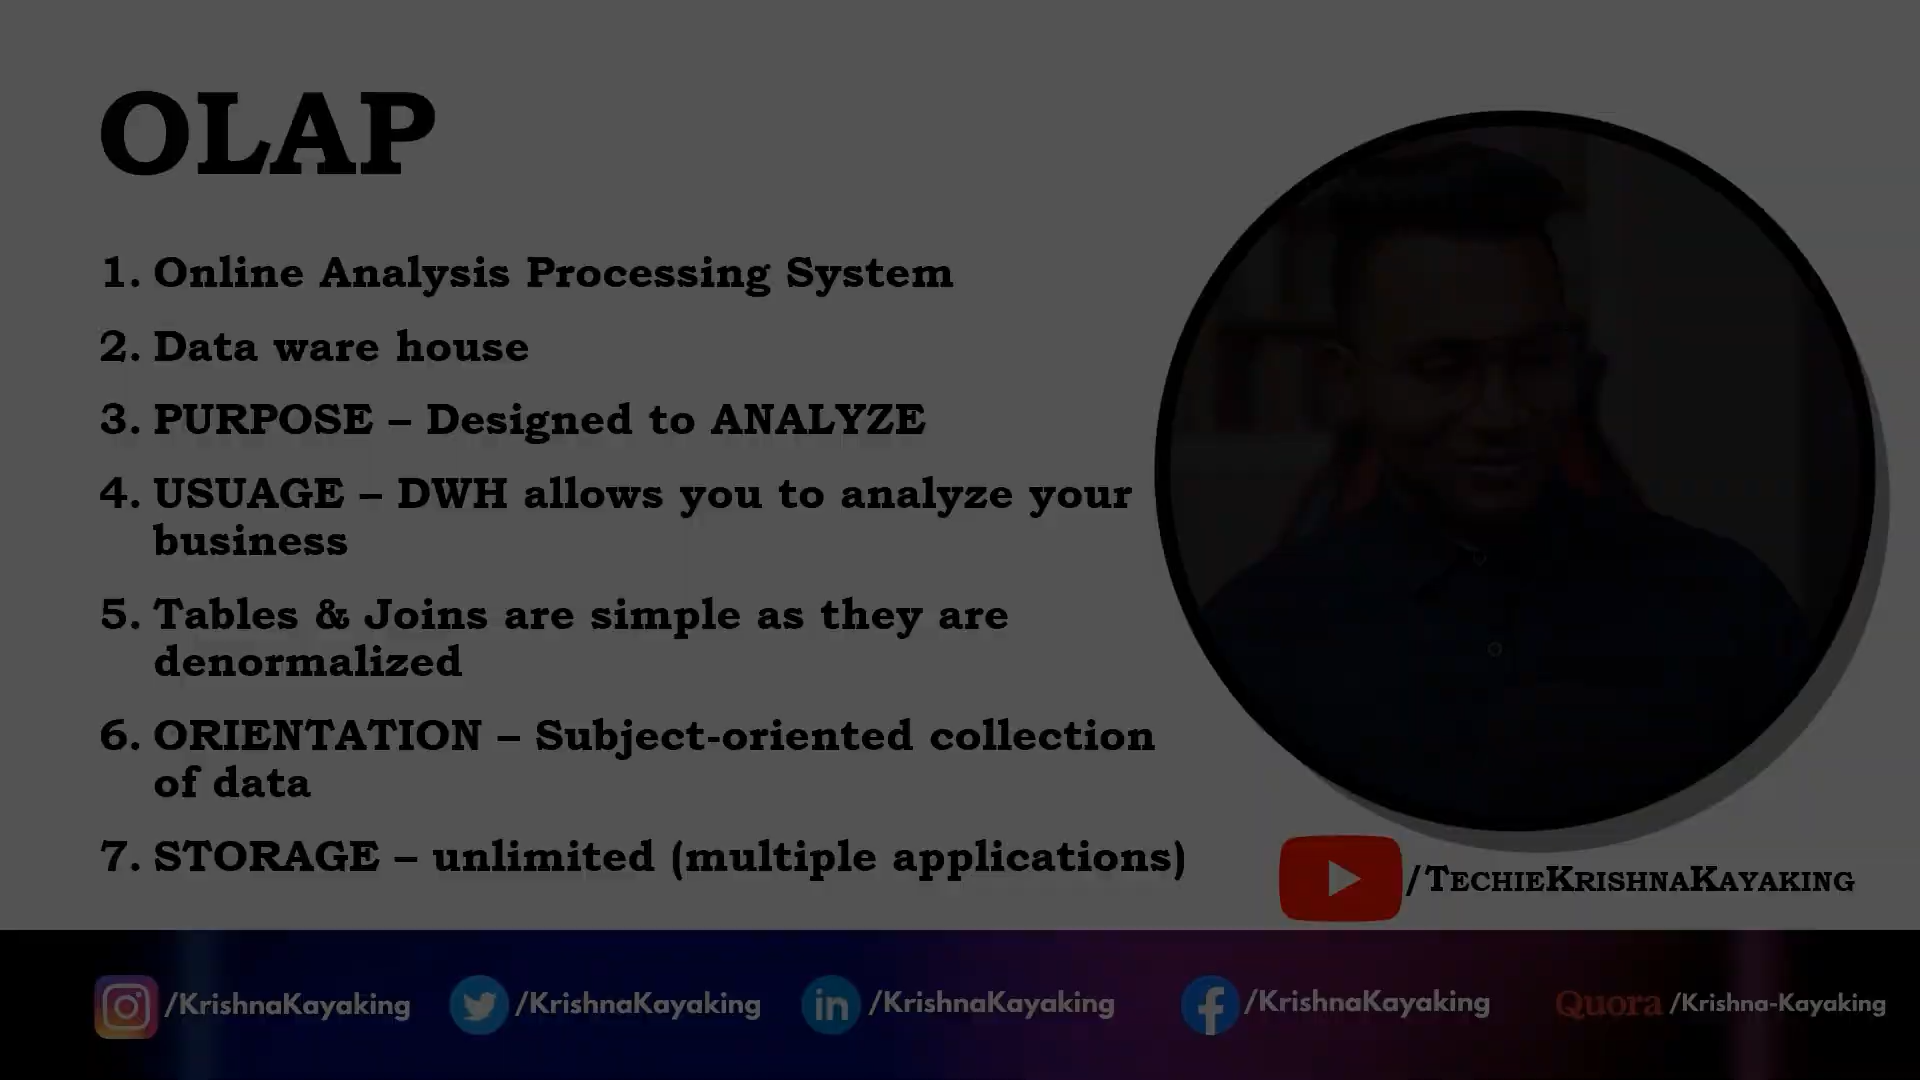 OLAP
1. Online Analysis Processing System
2. Data ware house
3. PURPOSE – Designed to ANALYZE
4. USUAGE – DWH allows you to analyze your
business
5. Tables & Joins are simple as they are
denormalized
6. ORIENTATION – Subject-oriented collection
of data
7. STORAGE – unlimited (multiple applications)
/TECHIEKRISHNAKAYAKING
/KrishnaKayaking
/KrishnaKayaking
in /KrishnaKayaking
/KrishnaKayaking
Quora /Krishna-Kayaking